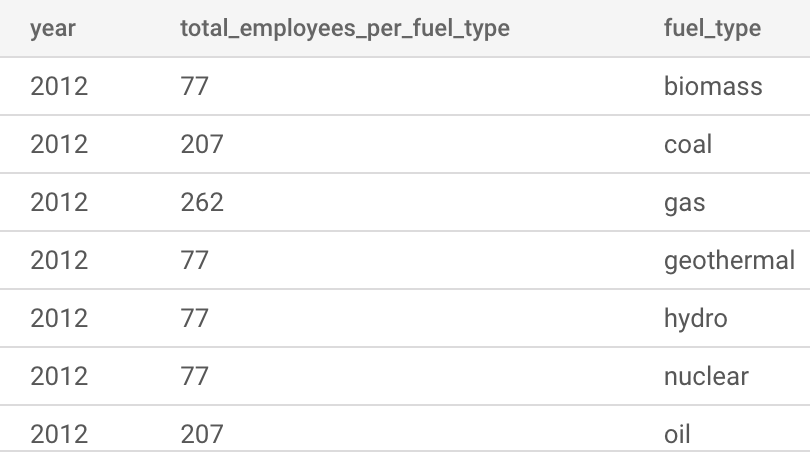 year total_employees_per_fuel_type fuel_type
2012 77 biomass
2012 207 coal
2012 262 gas
2012 77 geothermal
2012 77 hydro
2012 77 nuclear
2012 207 oil